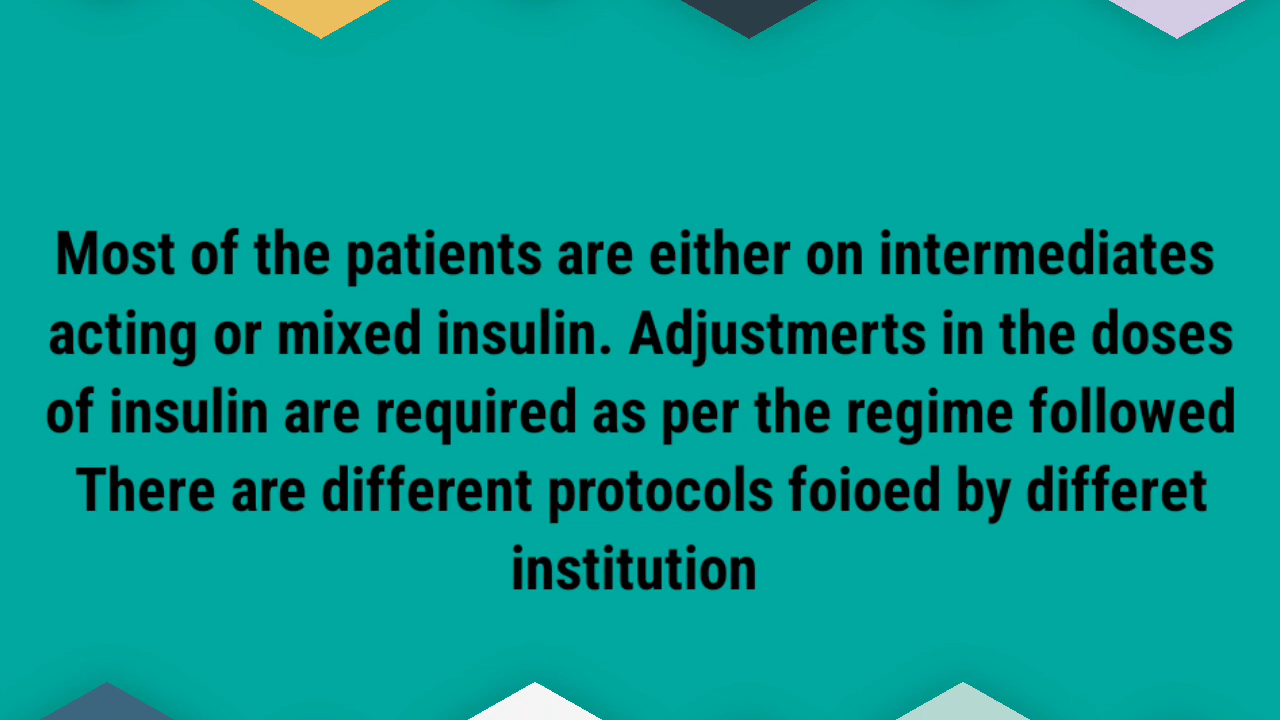 Most of the patients are either on intermediates
acting or mixed insulin. Adjustmerts in the doses
of insulin are required as per the regime followed
There are different protocols foioed by differet
institution